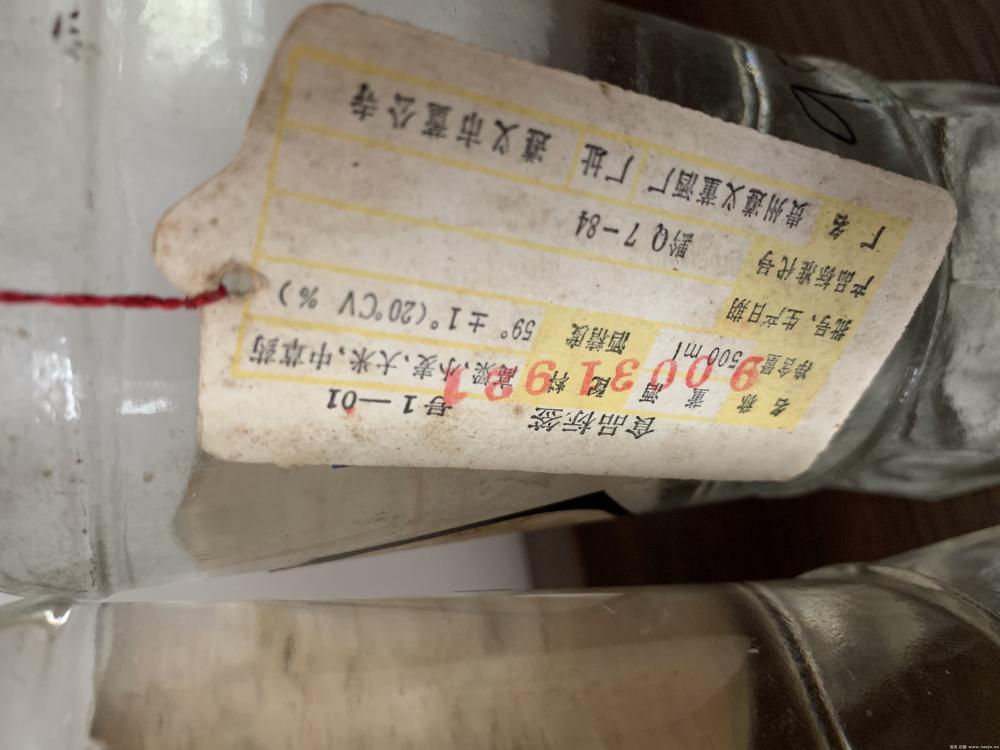 食品标签 号1—01
名称 董酒 配料 高粱、小麦、大米、中草药
900319
净含量 500ml 酒精度 59°±1°(20℃V%)
批号、生产日期
产品标准代号 黔Q7-84
厂名 贵州遵义董酒厂 厂址 遵义市董公寺